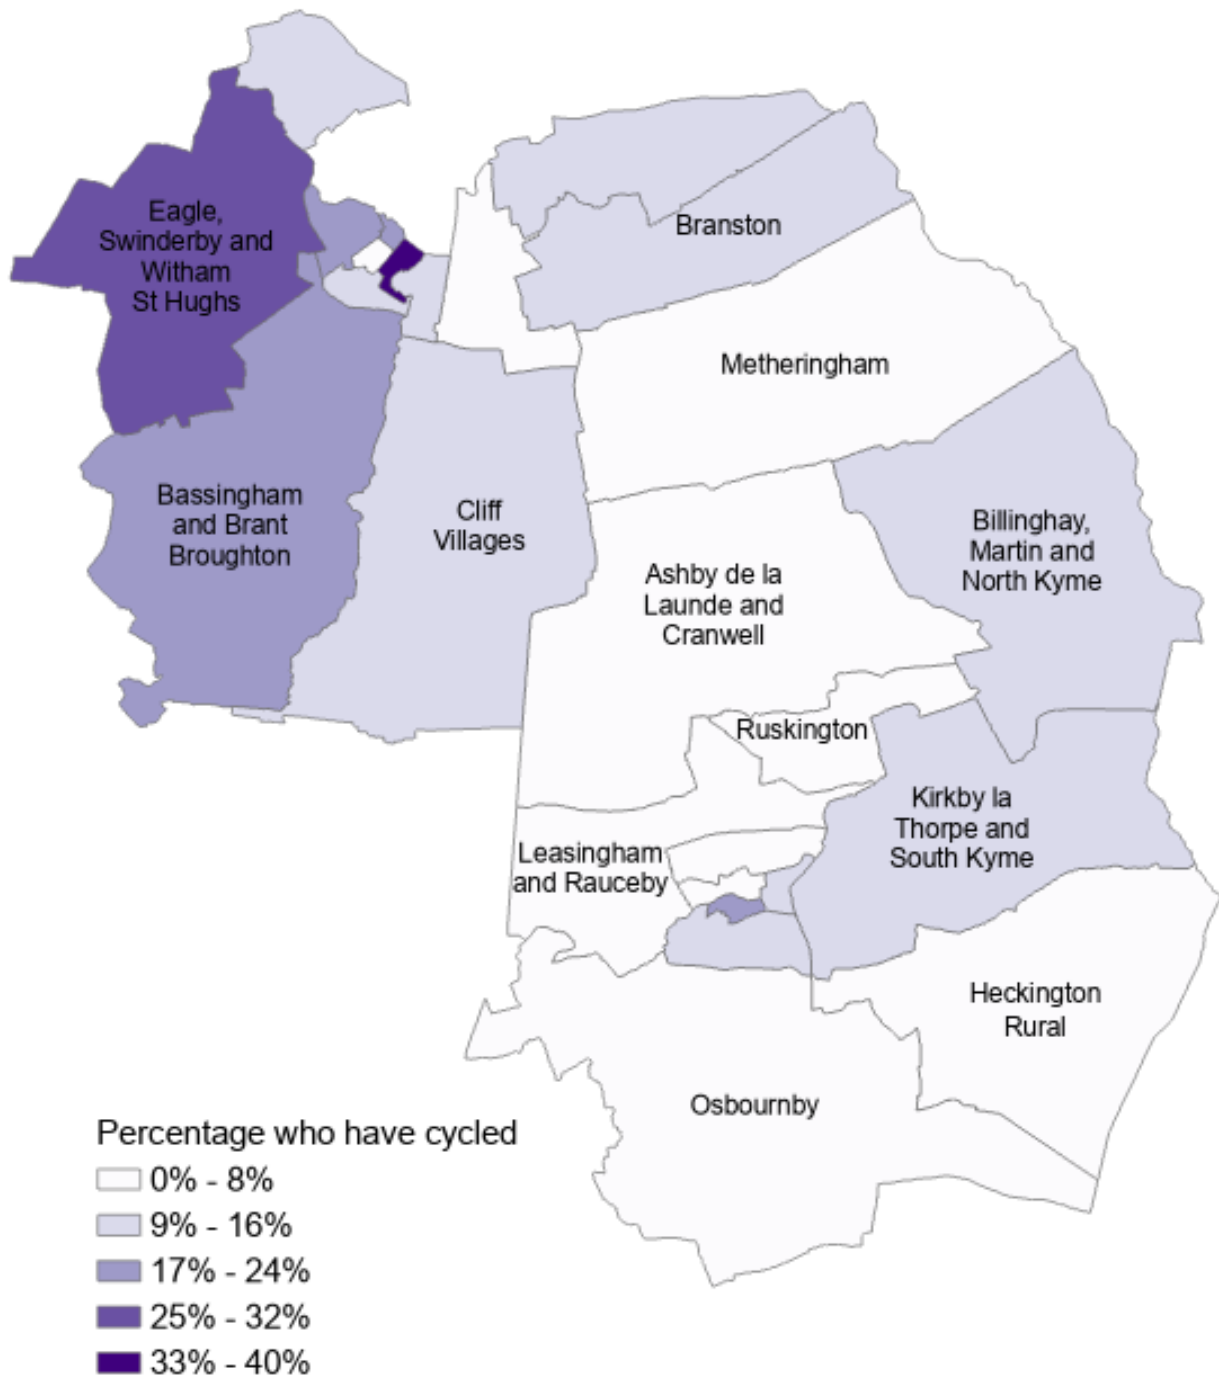 Eagle,
Swinderby and
Witham
St Hughs
Branston
Metheringham
Bassingham
and Brant
Broughton
Cliff
Villages
Billinghay,
Martin and
North Kyme
Ashby de la
Launde and
Cranwell
Ruskington
Kirkby la
Thorpe and
South Kyme
Leasingham
and Rauceby
Heckington
Rural
Osbournby
Percentage who have cycled
0% - 8%
9% - 16%
17% - 24%
25% - 32%
33% - 40%